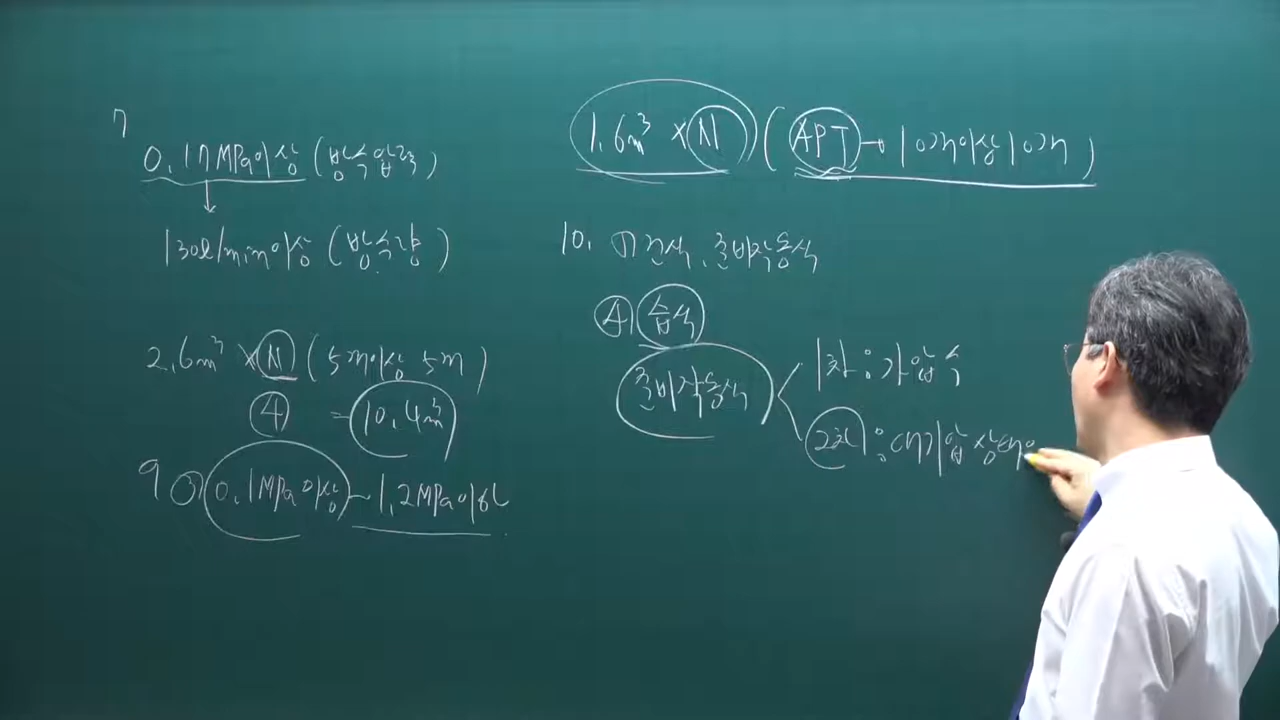 7
0.17MPa이상 (방수압력)
130ℓ/min이상 (방수량)
2.6m³ × N (5개이상 5개)
④ = 10.4m³
9 ① 0.1MPa이상 ~ 1.2MPa이하
1.6m³ × N (APT → 10개이상 10개)
10. 건식, 준비작동식
④ 습식
준비작동식
1차 : 가압수
2차 : 대기압 상태